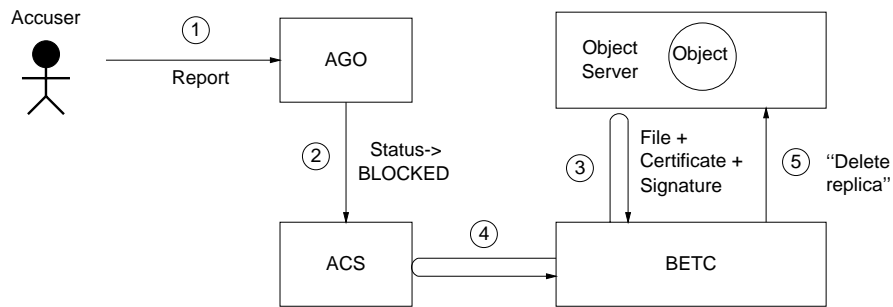 Accuser
1
Report
AGO
Object
Server
Object
2
Status->
BLOCKED
3
File +
Certificate +
Signature
5
“Delete
replica”
ACS
4
BETC